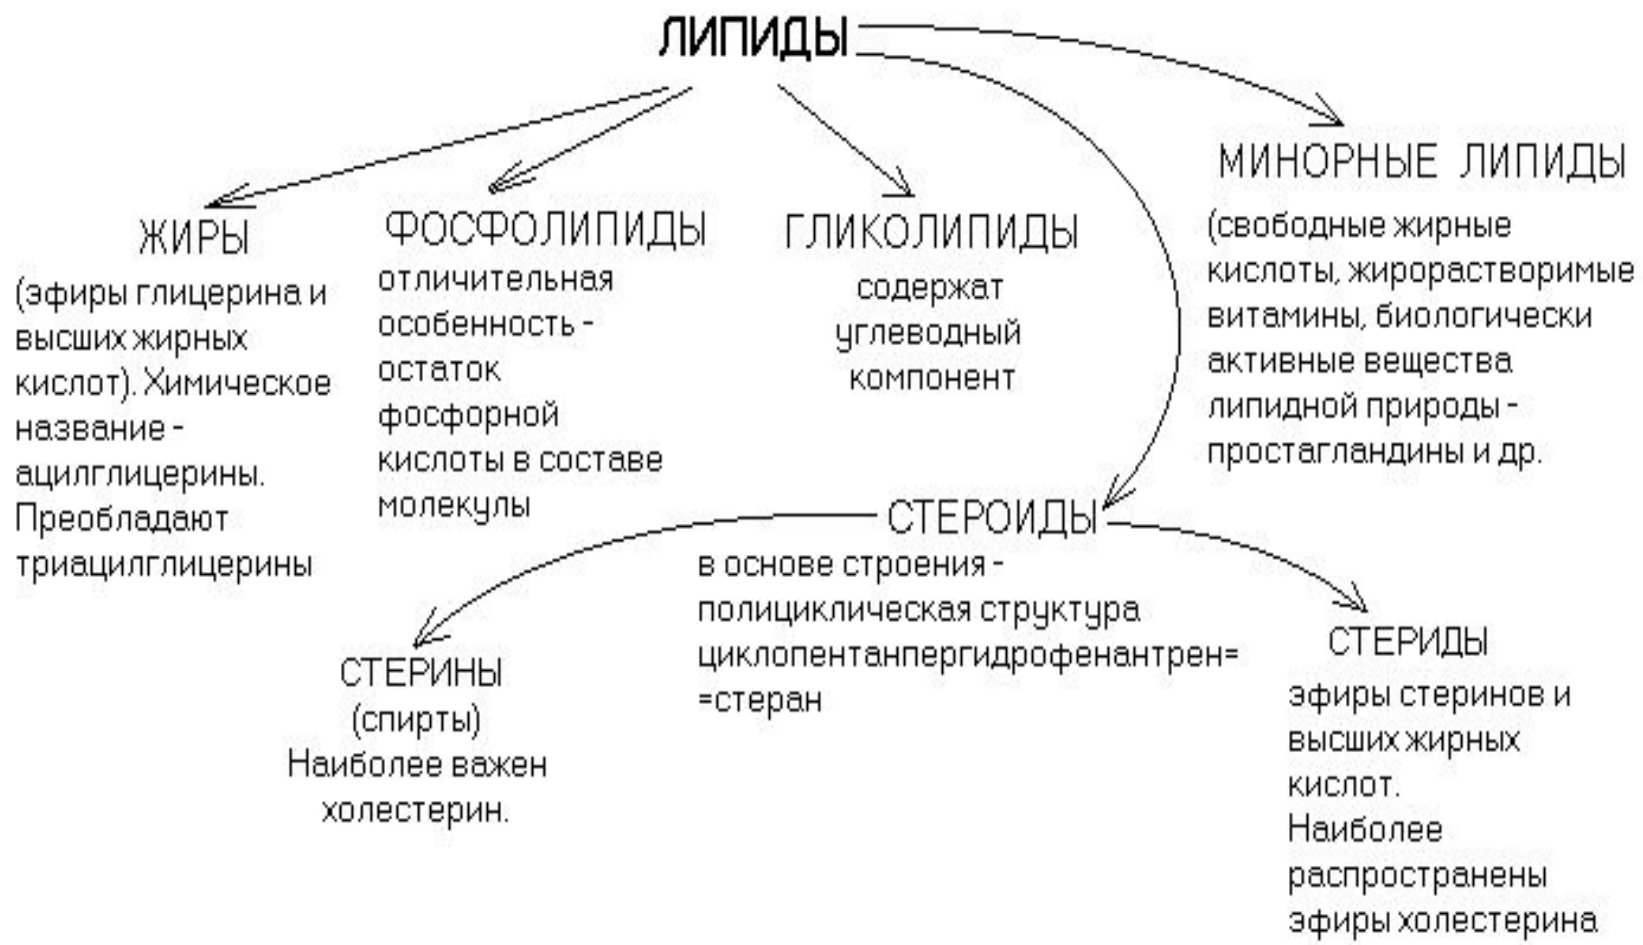 ЛИПИДЫ
ЖИРЫ
(эфиры глицерина и
высших жирных
кислот). Химическое
название -
ацилглицерины.
Преобладают
триацилглицерины
ФОСФОЛИПИДЫ
отличительная
особенность -
остаток
фосфорной
кислоты в составе
молекулы
ГЛИКОЛИПИДЫ
содержат
углеводный
компонент
МИНОРНЫЕ ЛИПИДЫ
(свободные жирные
кислоты, жирорастворимые
витамины, биологически
активные вещества
липидной природы -
простагландины и др.
СТЕРОИДЫ
в основе строения -
полициклическая структура
циклопентанпергидрофенантрен=
=стеран
СТЕРИНЫ
(спирты)
Наиболее важен
холестерин.
СТЕРИДЫ
эфиры стеринов и
высших жирных
кислот.
Наиболее
распространены
эфиры холестерина